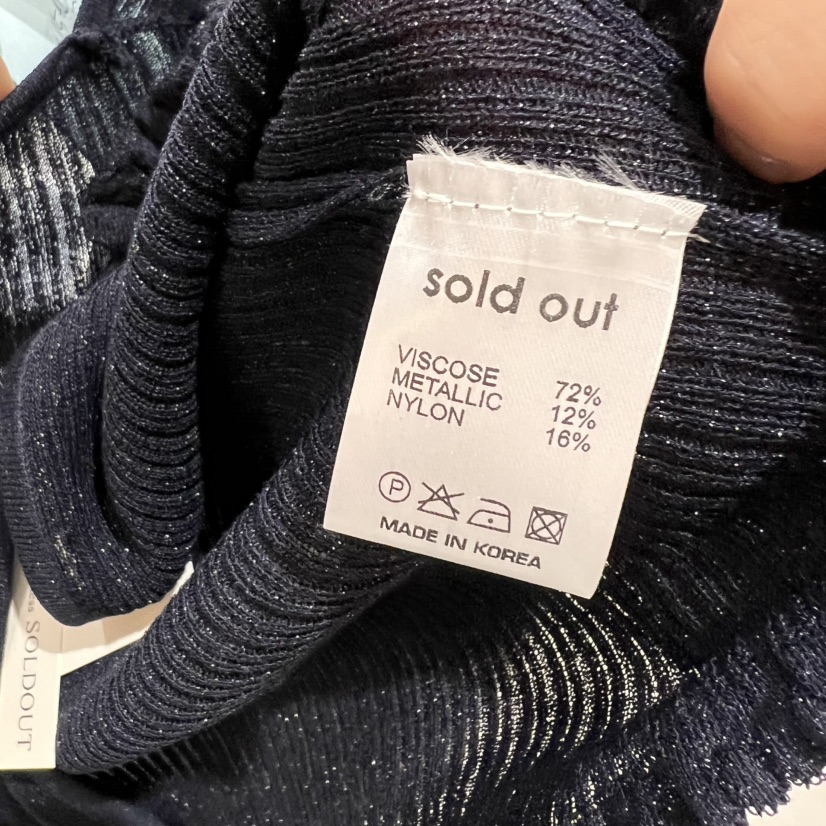 sold out
VISCOSE 72%
METALLIC 12%
NYLON 16%
P
MADE IN KOREA
SOLDOUT